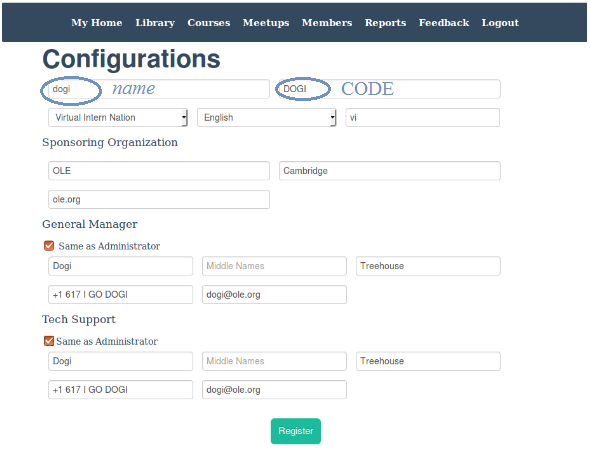 My Home Library Courses Meetups Members Reports Feedback Logout
Configurations
dogi name DOGI CODE
Virtual Intern Nation English vi
Sponsoring Organization
OLE Cambridge
ole.org
General Manager
Same as Administrator
Dogi Middle Names Treehouse
+1 617 I GO DOGI dogi@ole.org
Tech Support
Same as Administrator
Dogi Middle Names Treehouse
+1 617 I GO DOGI dogi@ole.org
Register